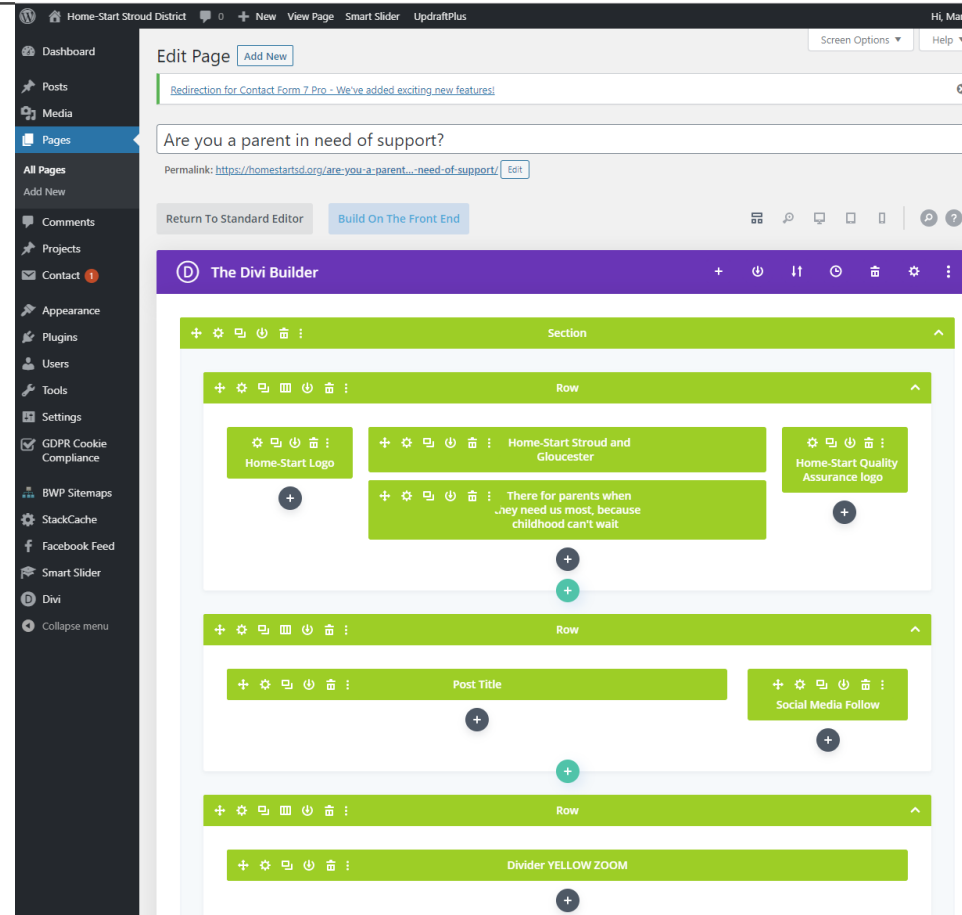 Home-Start Stroud District 0 New View Page Smart Slider UpdraftPlus Hi,
Screen Options Help
Dashboard
Posts
Media
Pages
All Pages
Add New
Comments
Projects
Contact 1
Appearance
Plugins
Users
Tools
Settings
GDPR Cookie
Compliance
BWP Sitemaps
StackCache
Facebook Feed
Smart Slider
Divi
Collapse menu
Edit Page Add New
Redirection for Contact Form 7 Pro - We've added exciting new features!
Are you a parent in need of support?
Permalink: https://homestartsd.org/are-you-a-parent...-need-of-support/ Edit
Return To Standard Editor Build On The Front End
D The Divi Builder
Section
Row
Home-Start Logo
Home-Start Stroud and
Gloucester
There for parents when
they need us most, because
childhood can't wait
Home-Start Quality
Assurance logo
Row
Post Title
Social Media Follow
Row
Divider YELLOW ZOOM